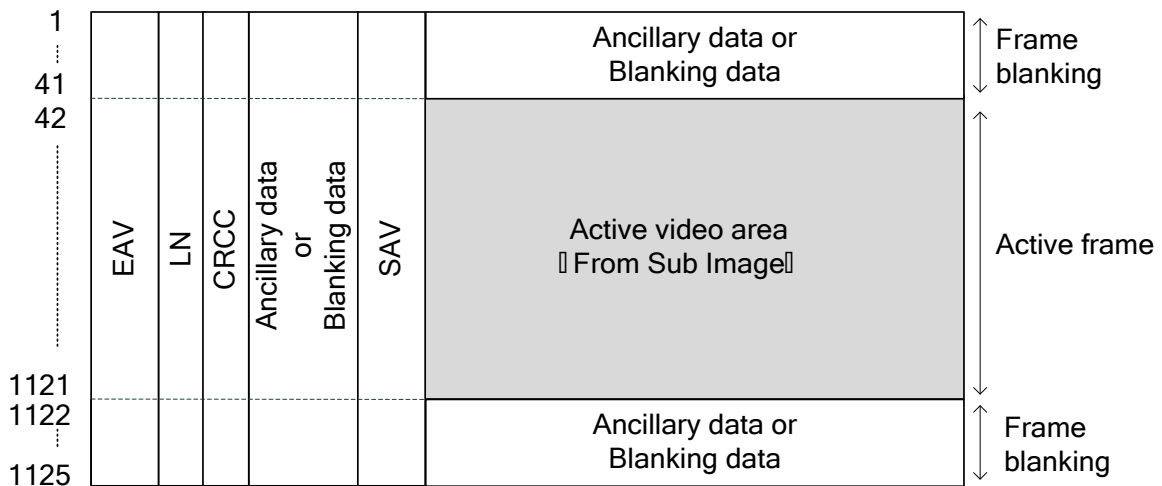 1
41
42
1121
1122
1125
EAV
LN
CRCC
Ancillary data
or
Blanking data
SAV
Ancillary data or
Blanking data
Active video area
From Sub Image
Ancillary data or
Blanking data
Frame
blanking
Active frame
Frame
blanking